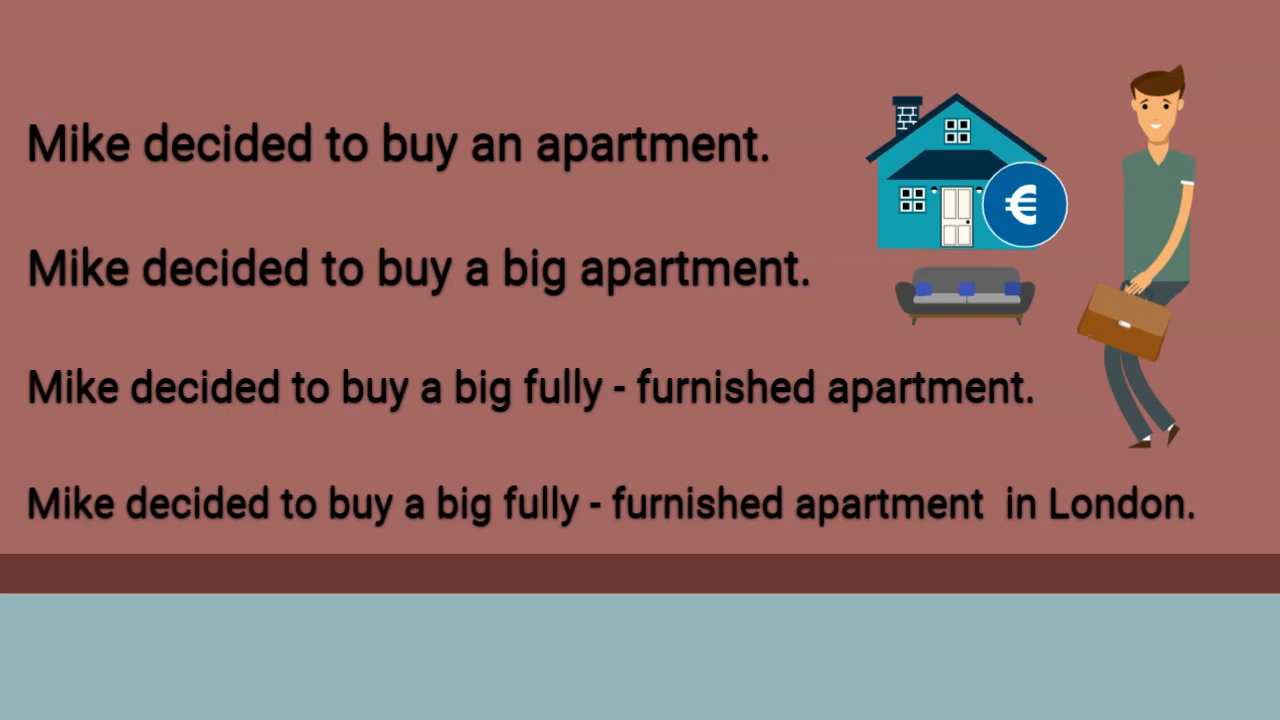 Mike decided to buy an apartment.
Mike decided to buy a big apartment.
Mike decided to buy a big fully - furnished apartment.
Mike decided to buy a big fully - furnished apartment  in London.
€